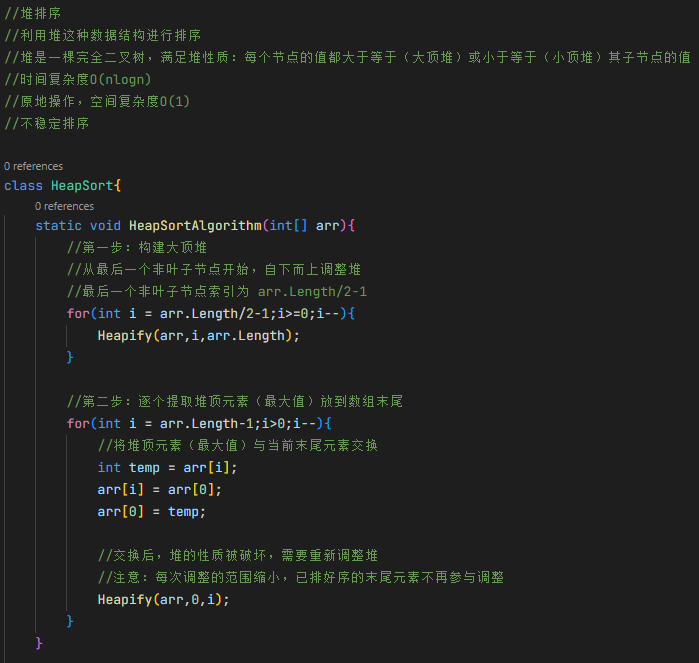 //堆排序
//利用堆这种数据结构进行排序
//堆是一棵完全二叉树，满足堆性质：每个节点的值都大于等于（大顶堆）或小于等于（小顶堆）其子节点的值
//时间复杂度O(nlogn)
//原地操作，空间复杂度O(1)
//不稳定排序
0 references
class HeapSort{
0 references
static void HeapSortAlgorithm(int[] arr){
//第一步：构建大顶堆
//从最后一个非叶子节点开始，自下而上调整堆
//最后一个非叶子节点索引为 arr.Length/2-1
for(int i = arr.Length/2-1;i>=0;i--){
Heapify(arr,i,arr.Length);
}
//第二步：逐个提取堆顶元素（最大值）放到数组末尾
for(int i = arr.Length-1;i>0;i--){
//将堆顶元素（最大值）与当前末尾元素交换
int temp = arr[i];
arr[i] = arr[0];
arr[0] = temp;
//交换后，堆的性质被破坏，需要重新调整堆
//注意：每次调整的范围缩小，已排好序的末尾元素不再参与调整
Heapify(arr,0,i);
}
}